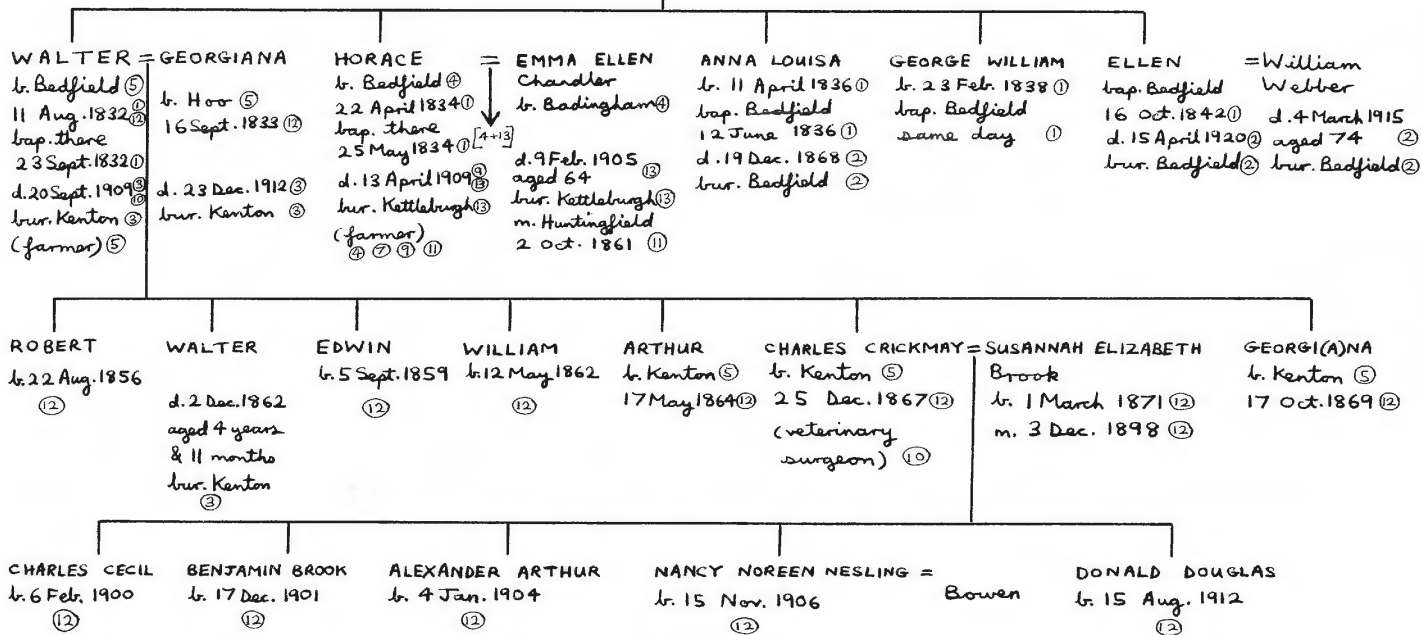 WALTER = GEORGIANA
b. Bedfield ⑤
11 Aug. 1832 ① ⑫
bap. there
23 Sept. 1832 ①
d. 20 Sept. 1909 ③ ⑩
bur. Kenton ③
(farmer) ⑤
b. Hoo ⑤
16 Sept. 1833 ⑫
d. 23 Dec. 1912 ③
bur. Kenton ③
HORACE = EMMA ELLEN
b. Bedfield ④
22 April 1834 ①
bap. there
25 May 1834 ①
d. 13 April 1909 ⑨ ⑬
bur. Kettleburgh ⑬
(farmer)
④ ⑦ ⑨ ⑪
[4+13]
Chandler
b. Badingham ④
d. 9 Feb. 1905
aged 64 ⑬
bur. Kettleburgh ⑬
m. Huntingfield
2 Oct. 1861 ⑪
ANNA LOUISA
b. 11 April 1836 ①
bap. Bedfield
12 June 1836 ①
d. 19 Dec. 1868 ②
bur. Bedfield ②
GEORGE WILLIAM
b. 23 Feb. 1838 ①
bap. Bedfield
same day ①
ELLEN = William
bap. Bedfield
16 Oct. 1842 ①
d. 15 April 1920 ②
bur. Bedfield ②
Webber
d. 4 March 1915
aged 74 ②
bur. Bedfield ②
ROBERT
b. 22 Aug. 1856
⑫
WALTER
d. 2 Dec. 1862
aged 4 years
& 11 months
bur. Kenton
③
EDWIN
b. 5 Sept. 1859
⑫
WILLIAM
b. 12 May 1862
⑫
ARTHUR
b. Kenton ⑤
17 May 1864 ⑫
CHARLES CRICKMAY = SUSANNAH ELIZABETH
b. Kenton ⑤
25 Dec. 1867 ⑫
(veterinary
surgeon) ⑩
Brook
b. 1 March 1871 ⑫
m. 3 Dec. 1898 ⑫
GEORGI(A)NA
b. Kenton ⑤
17 Oct. 1869 ⑫
CHARLES CECIL
b. 6 Feb. 1900
⑫
BENJAMIN BROOK
b. 17 Dec. 1901
⑫
ALEXANDER ARTHUR
b. 4 Jan. 1904
⑫
NANCY NOREEN NESLING = Bowen
b. 15 Nov. 1906
⑫
DONALD DOUGLAS
b. 15 Aug. 1912
⑫